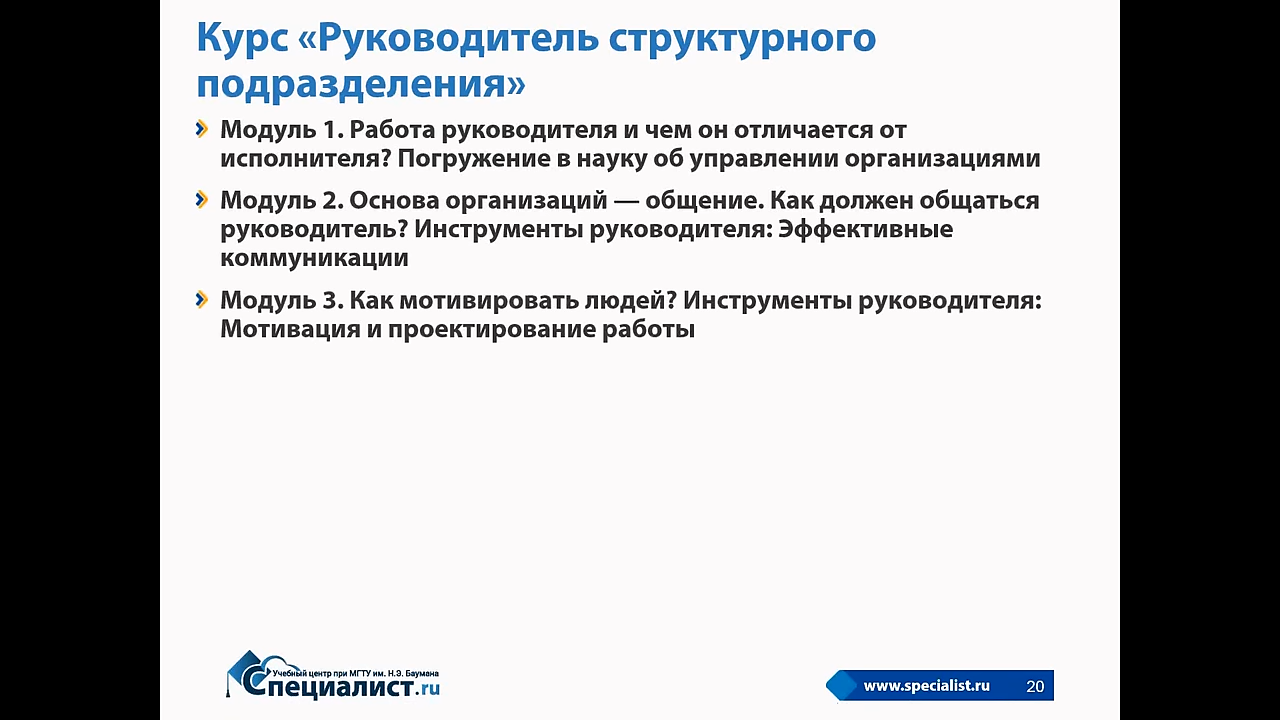 Курс «Руководитель структурного
подразделения»
Модуль 1. Работа руководителя и чем он отличается от
исполнителя? Погружение в науку об управлении организациями
Модуль 2. Основа организаций — общение. Как должен общаться
руководитель? Инструменты руководителя: Эффективные
коммуникации
Модуль 3. Как мотивировать людей? Инструменты руководителя:
Мотивация и проектирование работы
Учебный центр при МГТУ им. Н.Э. Баумана
Специалист.ru
www.specialist.ru 20